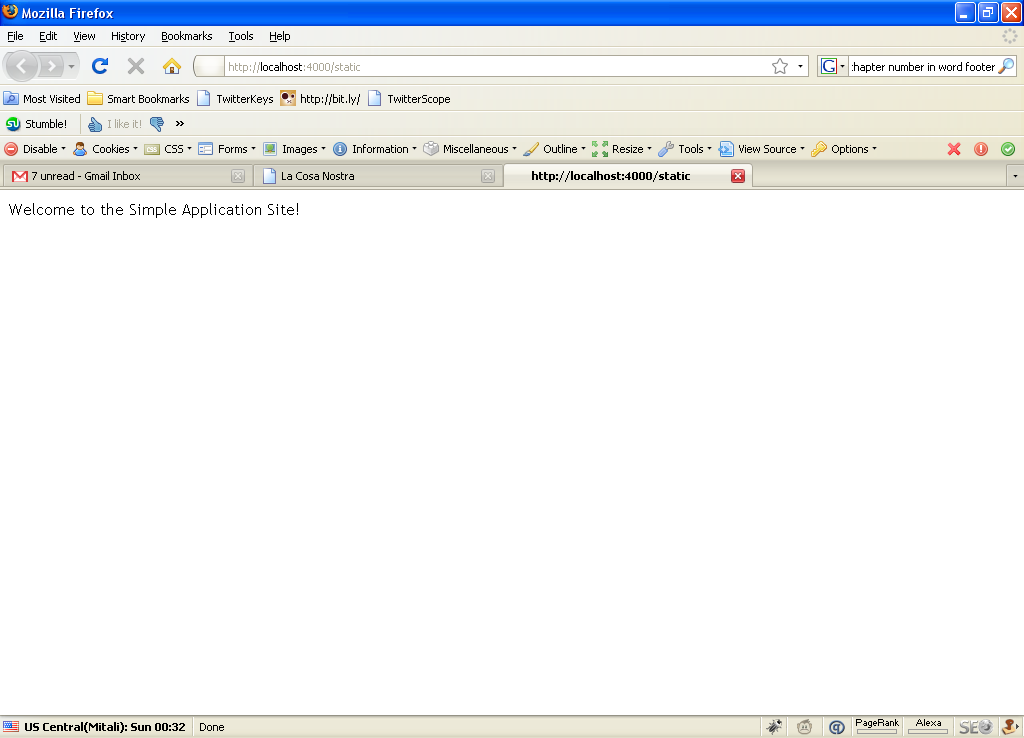 Mozilla Firefox
File Edit View History Bookmarks Tools Help
http://localhost:4000/static G :hapter number in word footer
Most Visited Smart Bookmarks TwitterKeys http://bit.ly/ TwitterScope
Stumble! I like it! »
Disable Cookies CSS Forms Images Information Miscellaneous Outline Resize Tools View Source Options
7 unread - Gmail Inbox La Cosa Nostra http://localhost:4000/static
Welcome to the Simple Application Site!
US Central(Mitali): Sun 00:32 Done PageRank Alexa SEO